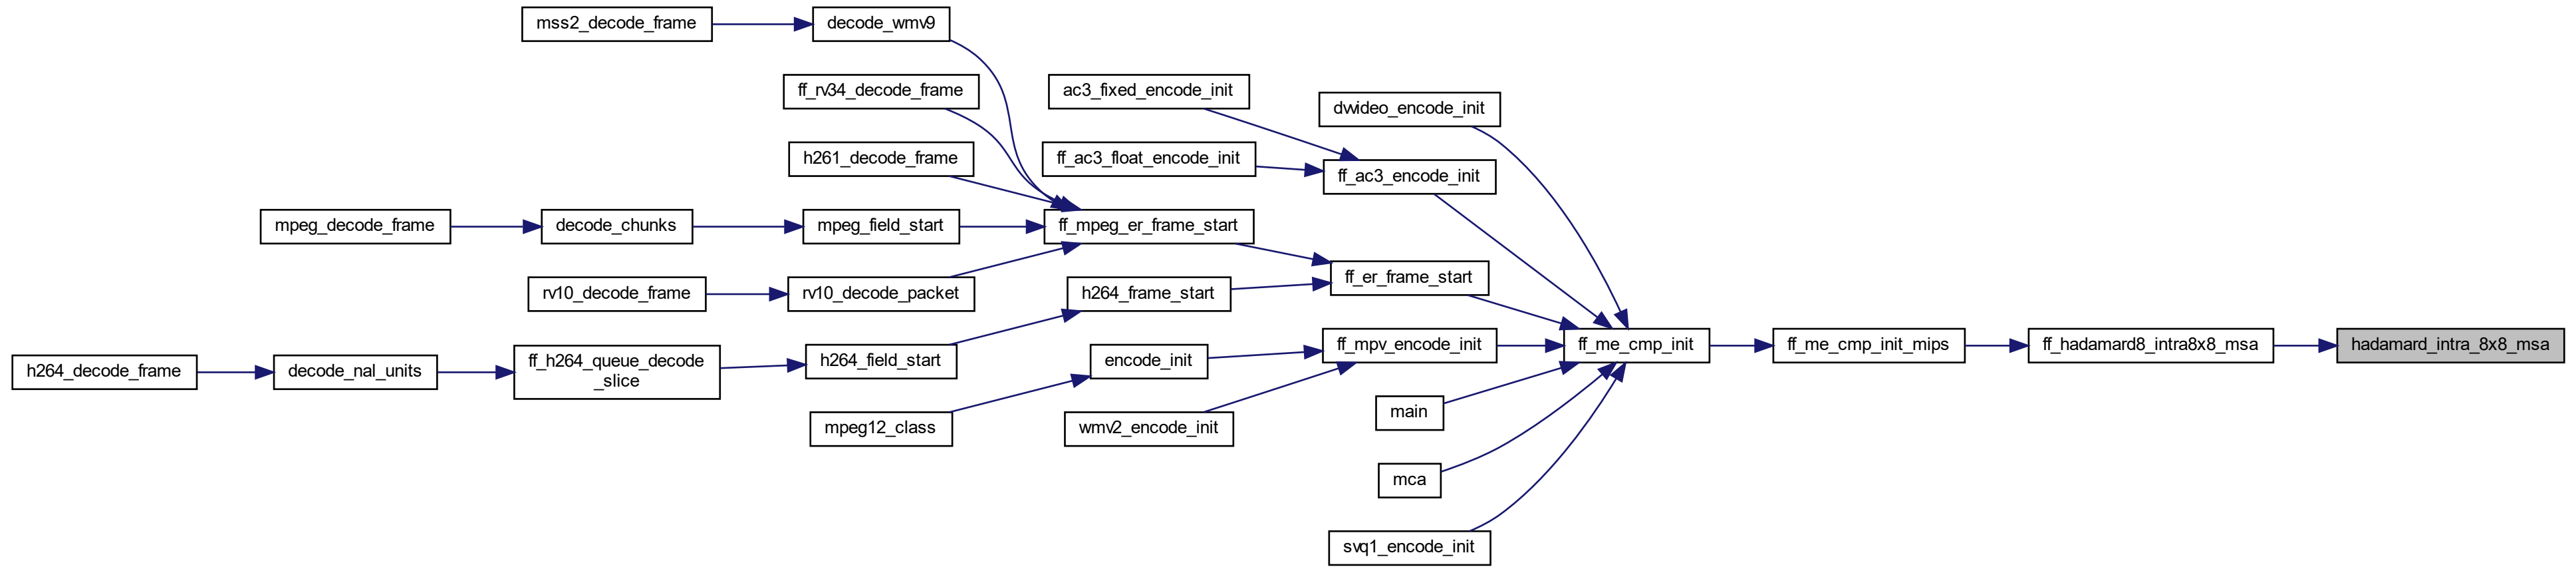 mss2_decode_frame
decode_wmv9
ff_rv34_decode_frame
ac3_fixed_encode_init
dvvideo_encode_init
h261_decode_frame
ff_ac3_float_encode_init
ff_ac3_encode_init
mpeg_decode_frame
decode_chunks
mpeg_field_start
ff_mpeg_er_frame_start
ff_er_frame_start
rv10_decode_frame
rv10_decode_packet
h264_frame_start
h264_decode_frame
decode_nal_units
ff_h264_queue_decode
_slice
h264_field_start
encode_init
ff_mpv_encode_init
ff_me_cmp_init
ff_me_cmp_init_mips
ff_hadamard8_intra8x8_msa
hadamard_intra_8x8_msa
mpeg12_class
wmv2_encode_init
main
mca
svq1_encode_init